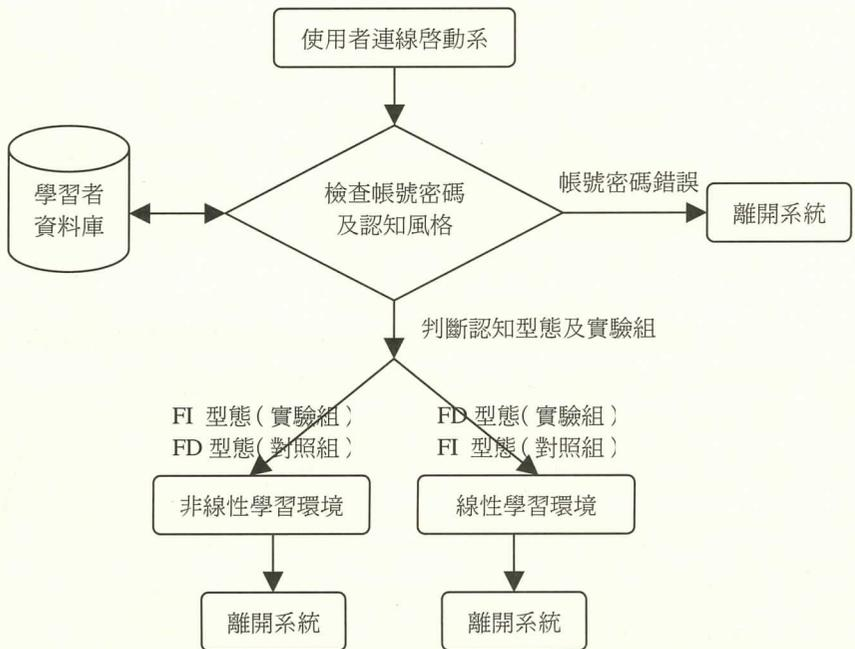 使用者連線啓動系
學習者
資料庫
檢查帳號密碼
及認知風格
帳號密碼錯誤
離開系統
判斷認知型態及實驗組
FI 型態(實驗組)
FD 型態(對照組)
FD 型態(實驗組)
FI 型態(對照組)
非線性學習環境
線性學習環境
離開系統
離開系統